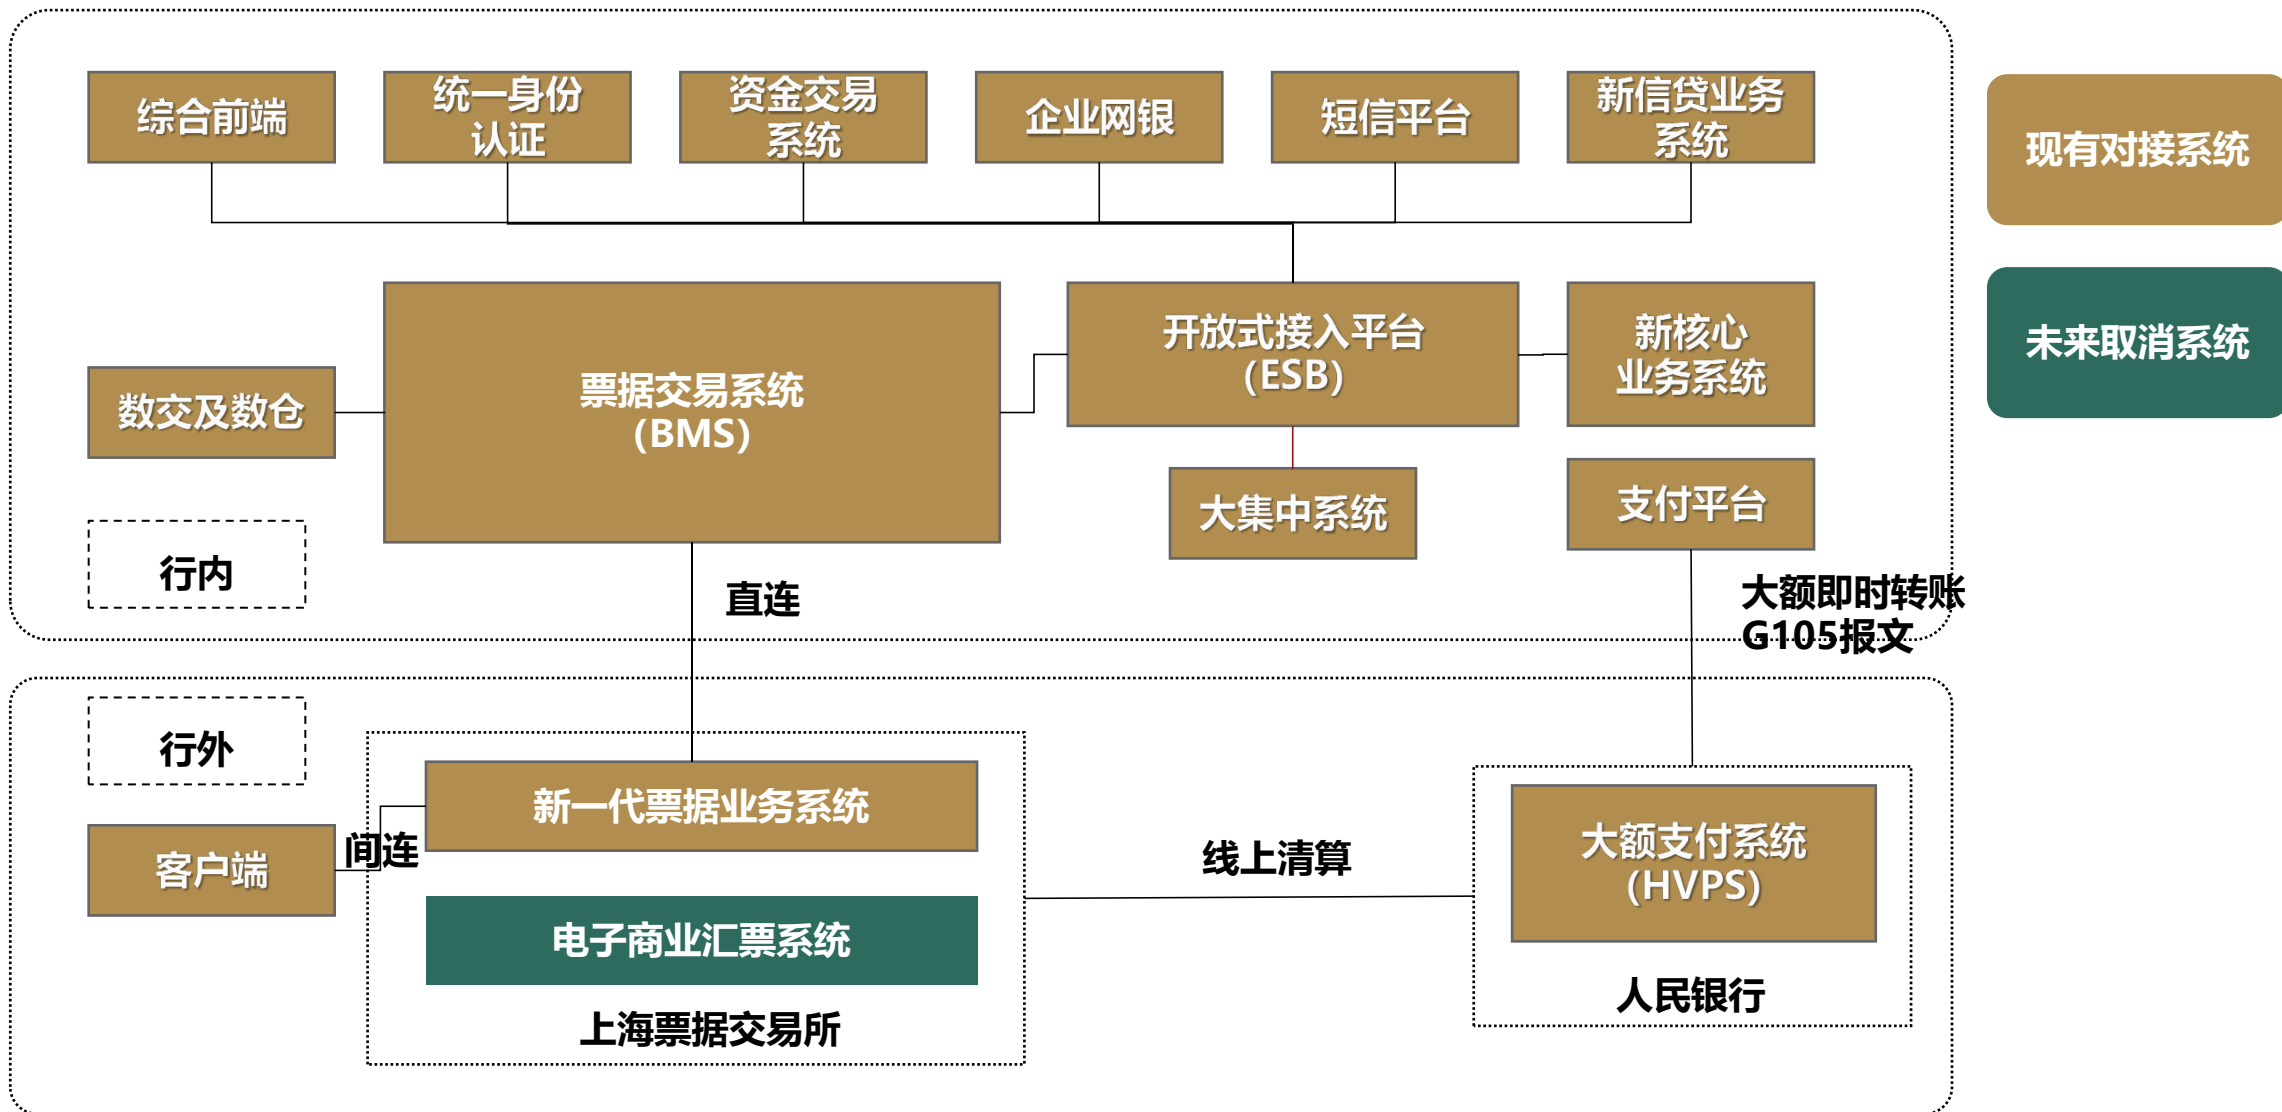 综合前端
统一身份
认证
资金交易
系统
企业网银
短信平台
新信贷业务
系统
现有对接系统
未来取消系统
数交及数仓
票据交易系统
（BMS）
开放式接入平台
（ESB）
新核心
业务系统
大集中系统
支付平台
行内
直连
大额即时转账
G105报文
行外
客户端
间连
新一代票据业务系统
电子商业汇票系统
上海票据交易所
线上清算
大额支付系统
（HVPS）
人民银行